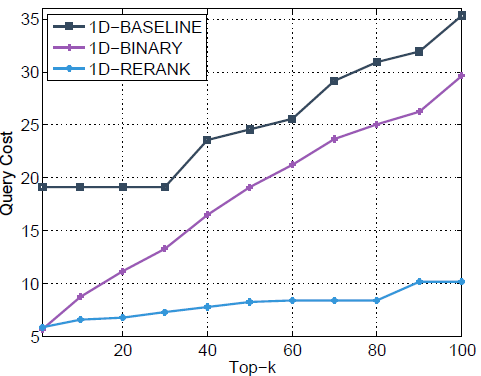 1D-BASELINE
1D-BINARY
1D-RERANK
Query Cost
35
30
25
20
15
10
5
20
40
60
80
100
Top-k